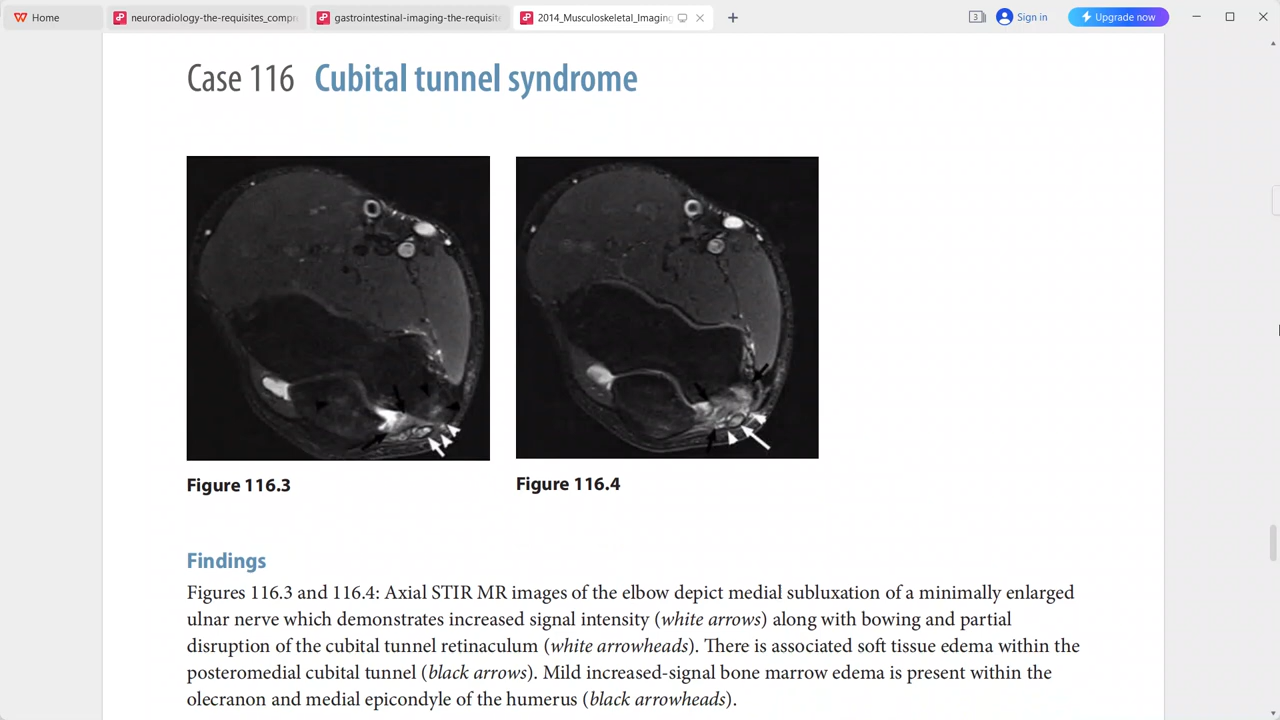 Home
neuroradiology-the-requisites_compr
gastrointestinal-imaging-the-requisite
2014_Musculoskeletal_Imaging
3
Sign in
Upgrade now
Case 116 Cubital tunnel syndrome
Figure 116.3
Figure 116.4
Findings
Figures 116.3 and 116.4: Axial STIR MR images of the elbow depict medial subluxation of a minimally enlarged
ulnar nerve which demonstrates increased signal intensity (white arrows) along with bowing and partial
disruption of the cubital tunnel retinaculum (white arrowheads). There is associated soft tissue edema within the
posteromedial cubital tunnel (black arrows). Mild increased-signal bone marrow edema is present within the
olecranon and medial epicondyle of the humerus (black arrowheads).